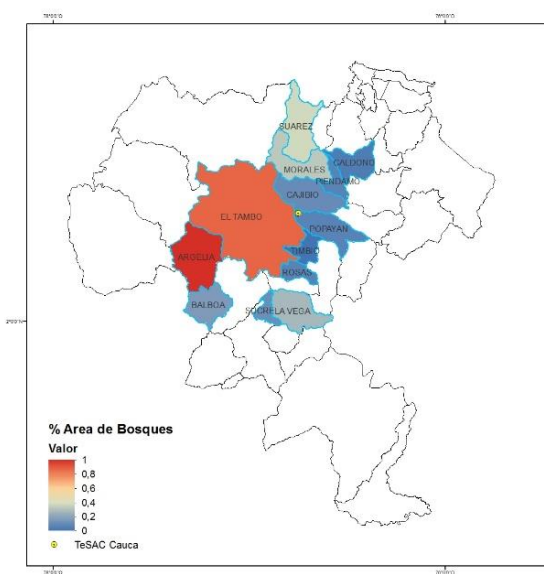 SUAREZ
CALDONO
MORALES
PIENDAMO
CAJIBIO
EL TAMBO
POPAYAN
TIMBIO
ARGELIA
ROSAS
BALBOA
LA VEGA
% Area de Bosques
Valor
1
0,8
0,6
0,4
0,2
0
TeSAC Cauca